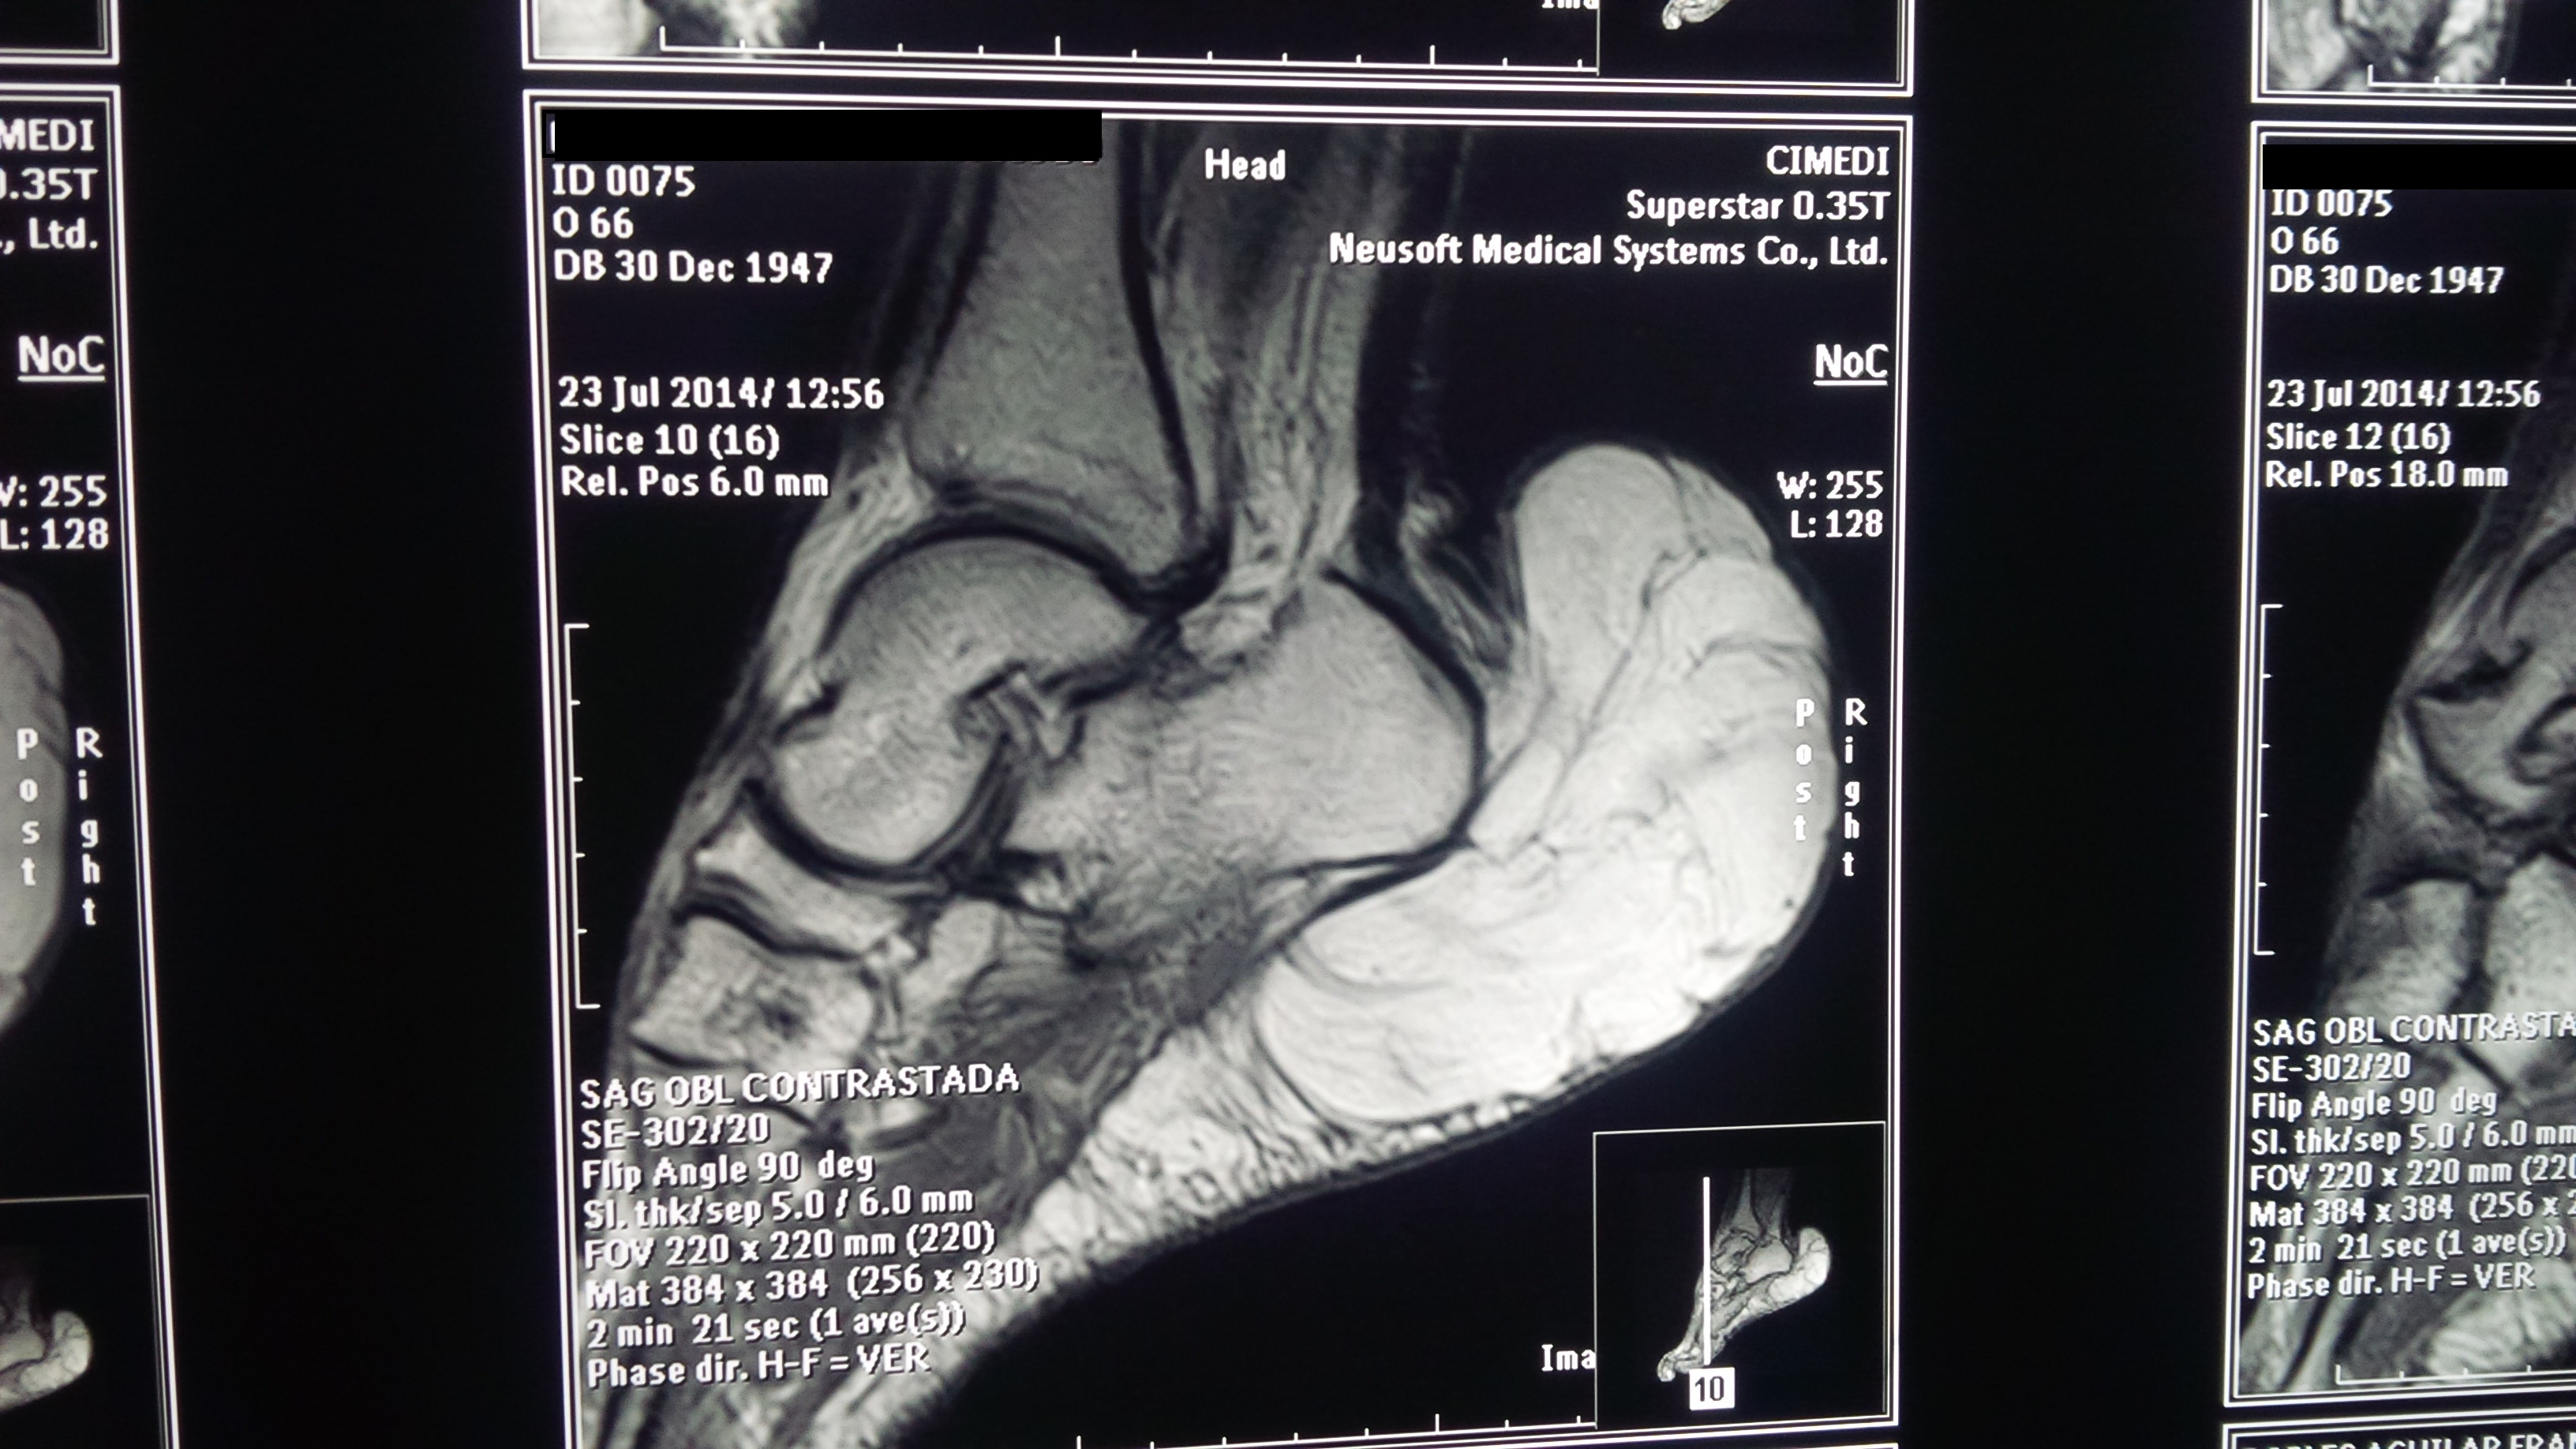 MEDI
0.35T
., Ltd.
NoC
W: 255
L: 128
Post
Right
ID 0075
O 66
DB 30 Dec 1947
23 Jul 2014/ 12:56
Slice 10 (16)
Rel. Pos 6.0 mm
Head
CIMEDI
Superstar 0.35T
Neusoft Medical Systems Co., Ltd.
NoC
W: 255
L: 128
Post
Right
SAG OBL CONTRASTADA
SE-302/20
Flip Angle 90 deg
Sl. thk/sep 5.0 / 6.0 mm
FOV 220 x 220 mm (220)
Mat 384 x 384 (256 x 230)
2 min 21 sec (1 ave(s))
Phase dir. H-F = VER
Ima
10
ID 0075
O 66
DB 30 Dec 1947
23 Jul 2014/ 12:56
Slice 12 (16)
Rel. Pos 18.0 mm
SAG OBL CONTRASTA
SE-302/20
Flip Angle 90 deg
Sl. thk/sep 5.0 / 6.0 mm
FOV 220 x 220 mm (220
Mat 384 x 384 (256 x
2 min 21 sec (1 ave(s))
Phase dir. H-F = VER